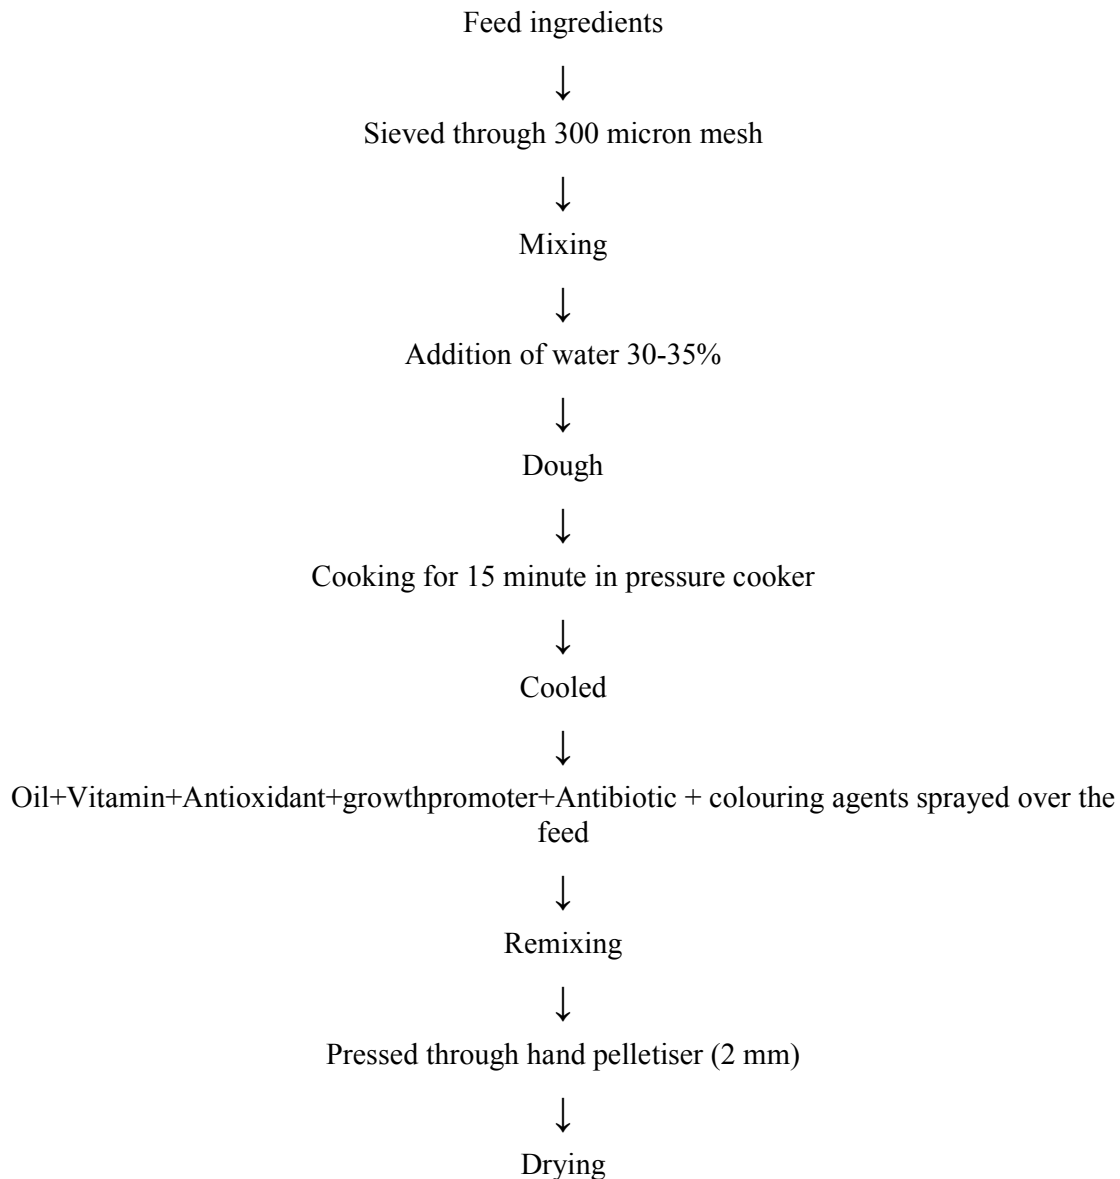 Feed ingredients
↓
Sieved through 300 micron mesh
↓
Mixing
↓
Addition of water 30-35%
↓
Dough
↓
Cooking for 15 minute in pressure cooker
↓
Cooled
↓
Oil+Vitamin+Antioxidant+growthpromoter+Antibiotic + colouring agents sprayed over the
feed
↓
Remixing
↓
Pressed through hand pelletiser (2 mm)
↓
Drying